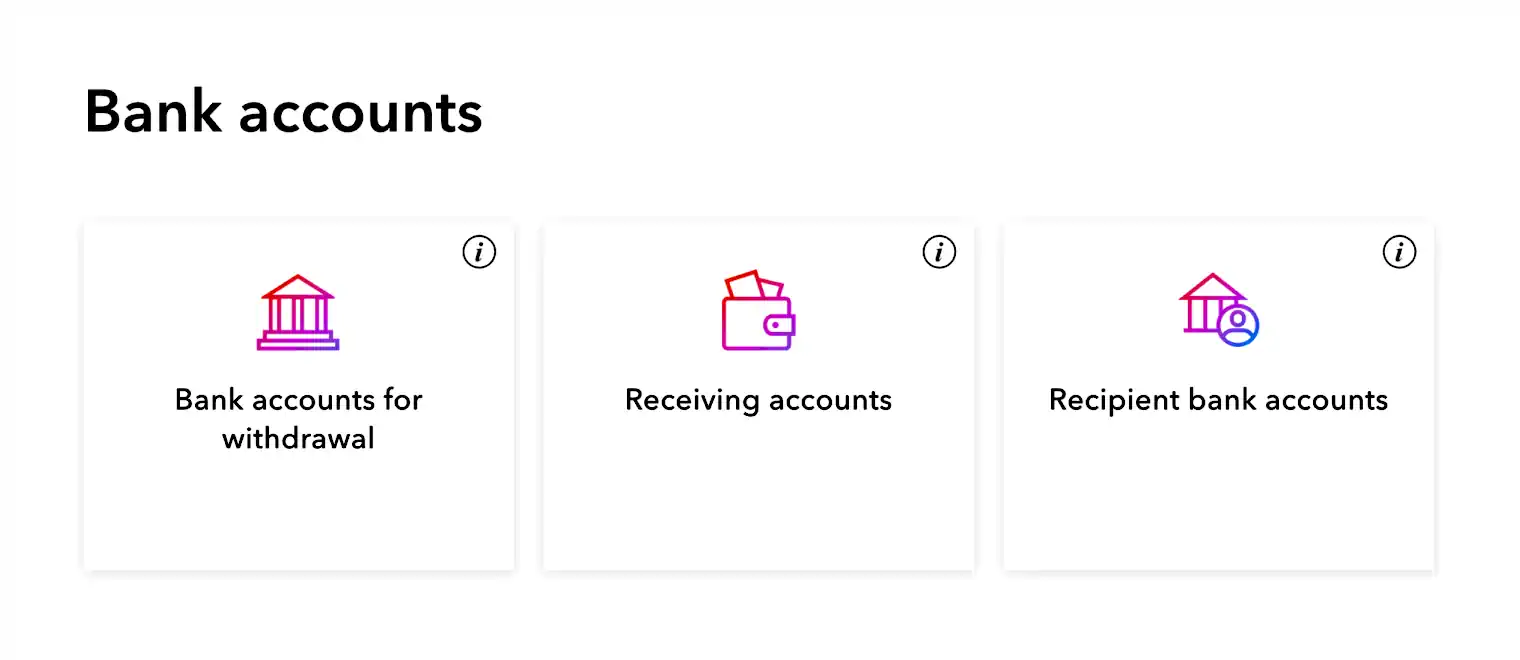 Bank accounts
Bank accounts for
withdrawal
Receiving accounts
Recipient bank accounts